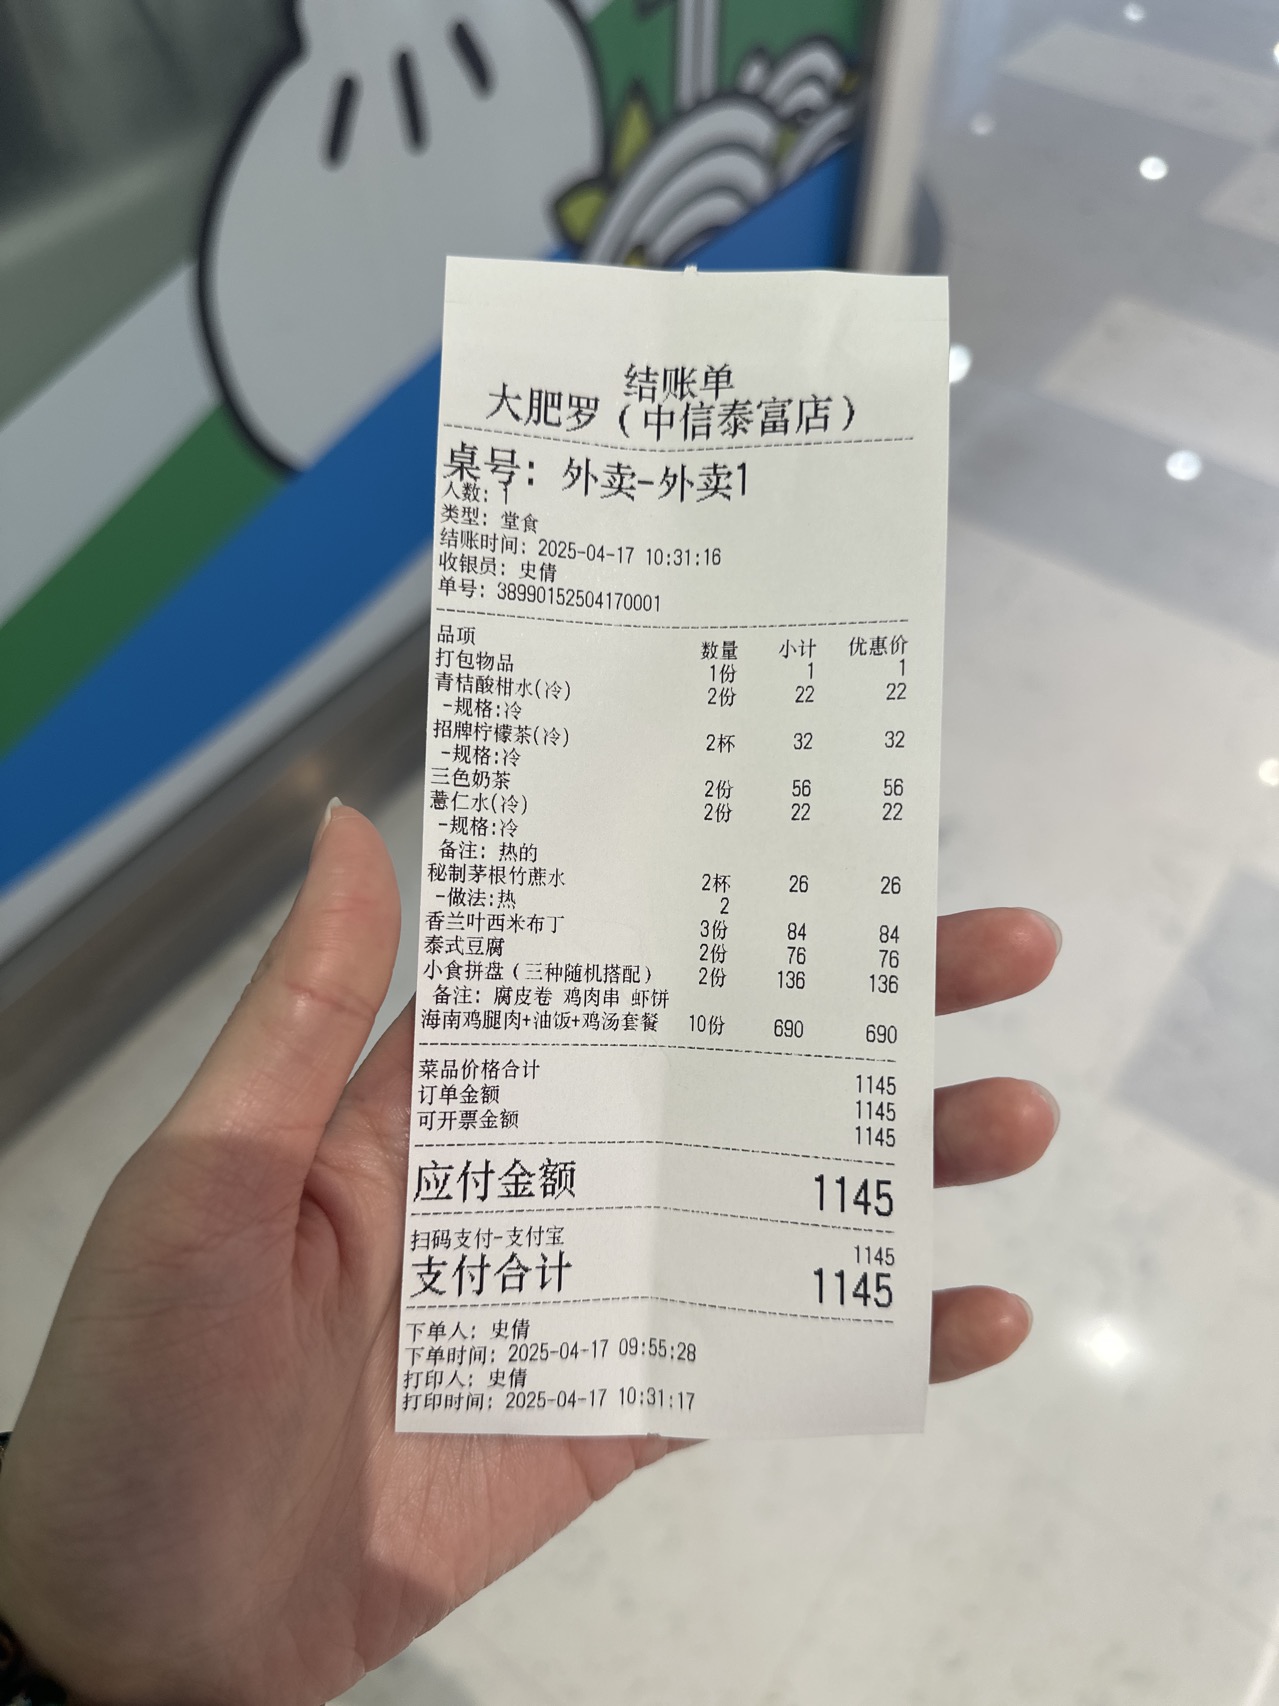 结账单
大肥罗（中信泰富店）
桌号：外卖-外卖1
人数：1
类型：堂食
结账时间：2025-04-17 10:31:16
收银员：史倩
单号：38990152504170001
品项 数量 小计 优惠价
打包物品 1份 1 1
青桔酸柑水(冷) 2份 22 22
-规格:冷
招牌柠檬茶(冷) 2杯 32 32
-规格:冷
三色奶茶 2份 56 56
薏仁水(冷) 2份 22 22
-规格:冷
备注：热的
秘制茅根竹蔗水 2杯 26 26
-做法:热 2
香兰叶西米布丁 3份 84 84
泰式豆腐 2份 76 76
小食拼盘（三种随机搭配） 2份 136 136
备注：腐皮卷 鸡肉串 虾饼
海南鸡腿肉+油饭+鸡汤套餐 10份 690 690
菜品价格合计 1145
订单金额 1145
可开票金额 1145
应付金额 1145
扫码支付-支付宝 1145
支付合计 1145
下单人：史倩
下单时间：2025-04-17 09:55:28
打印人：史倩
打印时间：2025-04-17 10:31:17